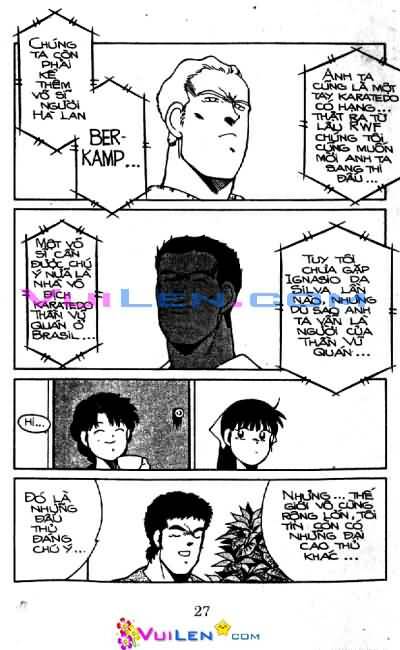 CHÚNG
TA CÒN
PHẢI
KỂ
THÊM
VÕ SĨ
NGƯỜI
HÀ LAN
BER-
KAMP...
ANH TA
CŨNG LÀ MỘT
TAY KARATEDO
CÓ HẠNG...
THẬT RA TỪ
LÂU RWF
CHÚNG TÔI
CŨNG MUỐN
MỜI ANH TA
SANG THI
ĐẤU...
MỘT VÕ
SĨ CẦN
ĐƯỢC CHÚ
Ý NỮA LÀ
NHÀ VÔ
ĐỊCH
KARATEDO
THẦN VŨ
QUÁN Ở
BRASIL...
TUY TÔI
CHƯA GẶP
IGNASIO DA
SILVA LẦN
NÀO NHƯNG
DÙ SAO ANH
TA VẪN LÀ
NGƯỜI CỦA
THẦN VŨ
QUÁN...
VUILEN.COM
HI...
ĐÓ LÀ
NHỮNG
ĐẤU
THỦ
ĐÁNG
CHÚ Ý...
NHƯNG... THẾ
GIỚI VÕ CŨNG
RỘNG LỚN, TÔI
TIN CÒN CÓ
NHỮNG ĐẠI
CAO THỦ
KHÁC...
27
VUILEN.COM